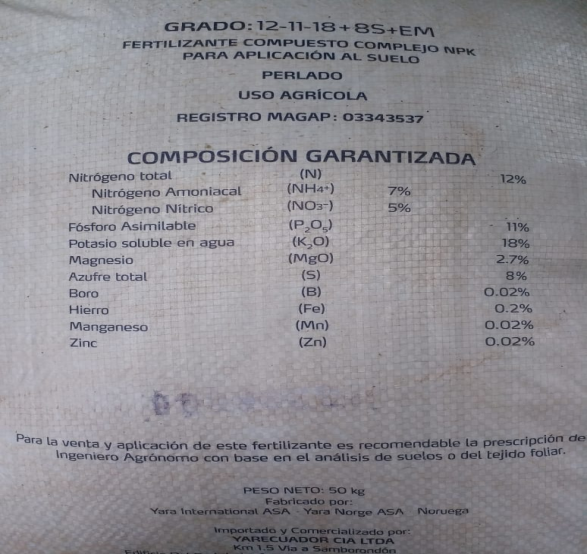 GRADO: 12-11-18+8S+EM
FERTILIZANTE COMPUESTO COMPLEJO NPK
PARA APLICACIÓN AL SUELO
PERLADO
USO AGRÍCOLA
REGISTRO MAGAP: 03343537
COMPOSICIÓN GARANTIZADA
Nitrógeno total (N) 12%
Nitrógeno Amoniacal (NH4+) 7%
Nitrógeno Nítrico (NO3-) 5%
Fósforo Asimilable (P2O5) 11%
Potasio soluble en agua (K2O) 18%
Magnesio (MgO) 2.7%
Azufre total (S) 8%
Boro (B) 0.02%
Hierro (Fe) 0.2%
Manganeso (Mn) 0.02%
Zinc (Zn) 0.02%
Para la venta y aplicación de este fertilizante es recomendable la prescripción de
Ingeniero Agrónomo con base en el análisis de suelos o del tejido foliar.
PESO NETO: 50 kg
Fabricado por:
Yara International ASA - Yara Norge ASA Noruega
Importado y Comercializado por:
YARECUADOR CIA LTDA
Km 1.5 Vía a Samborondón